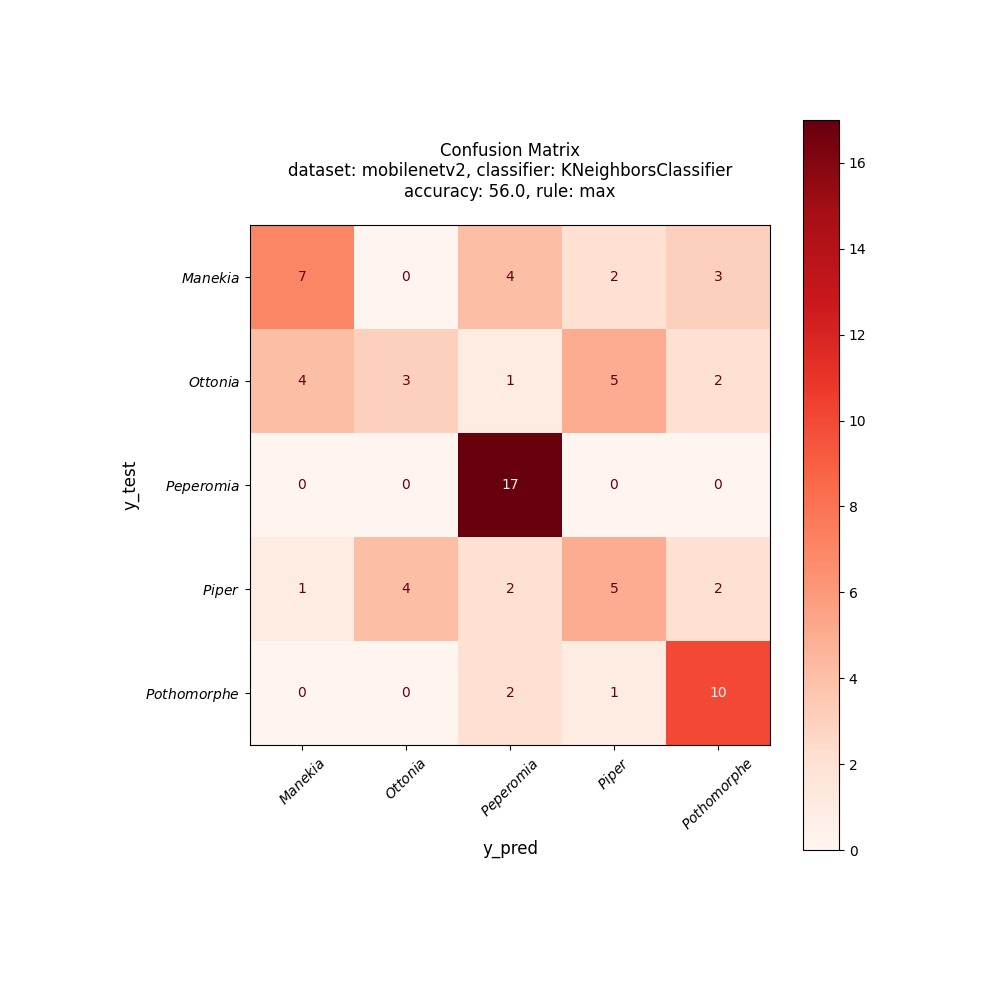 Confusion Matrix
dataset: mobilenetv2, classifier: KNeighborsClassifier
accuracy: 56.0, rule: max
y_test
Manekia 7 0 4 2 3
Ottonia 4 3 1 5 2
Peperomia 0 0 17 0 0
Piper 1 4 2 5 2
Pothomorphe 0 0 2 1 10
Manekia Ottonia Peperomia Piper Pothomorphe
y_pred
16
14
12
10
8
6
4
2
0